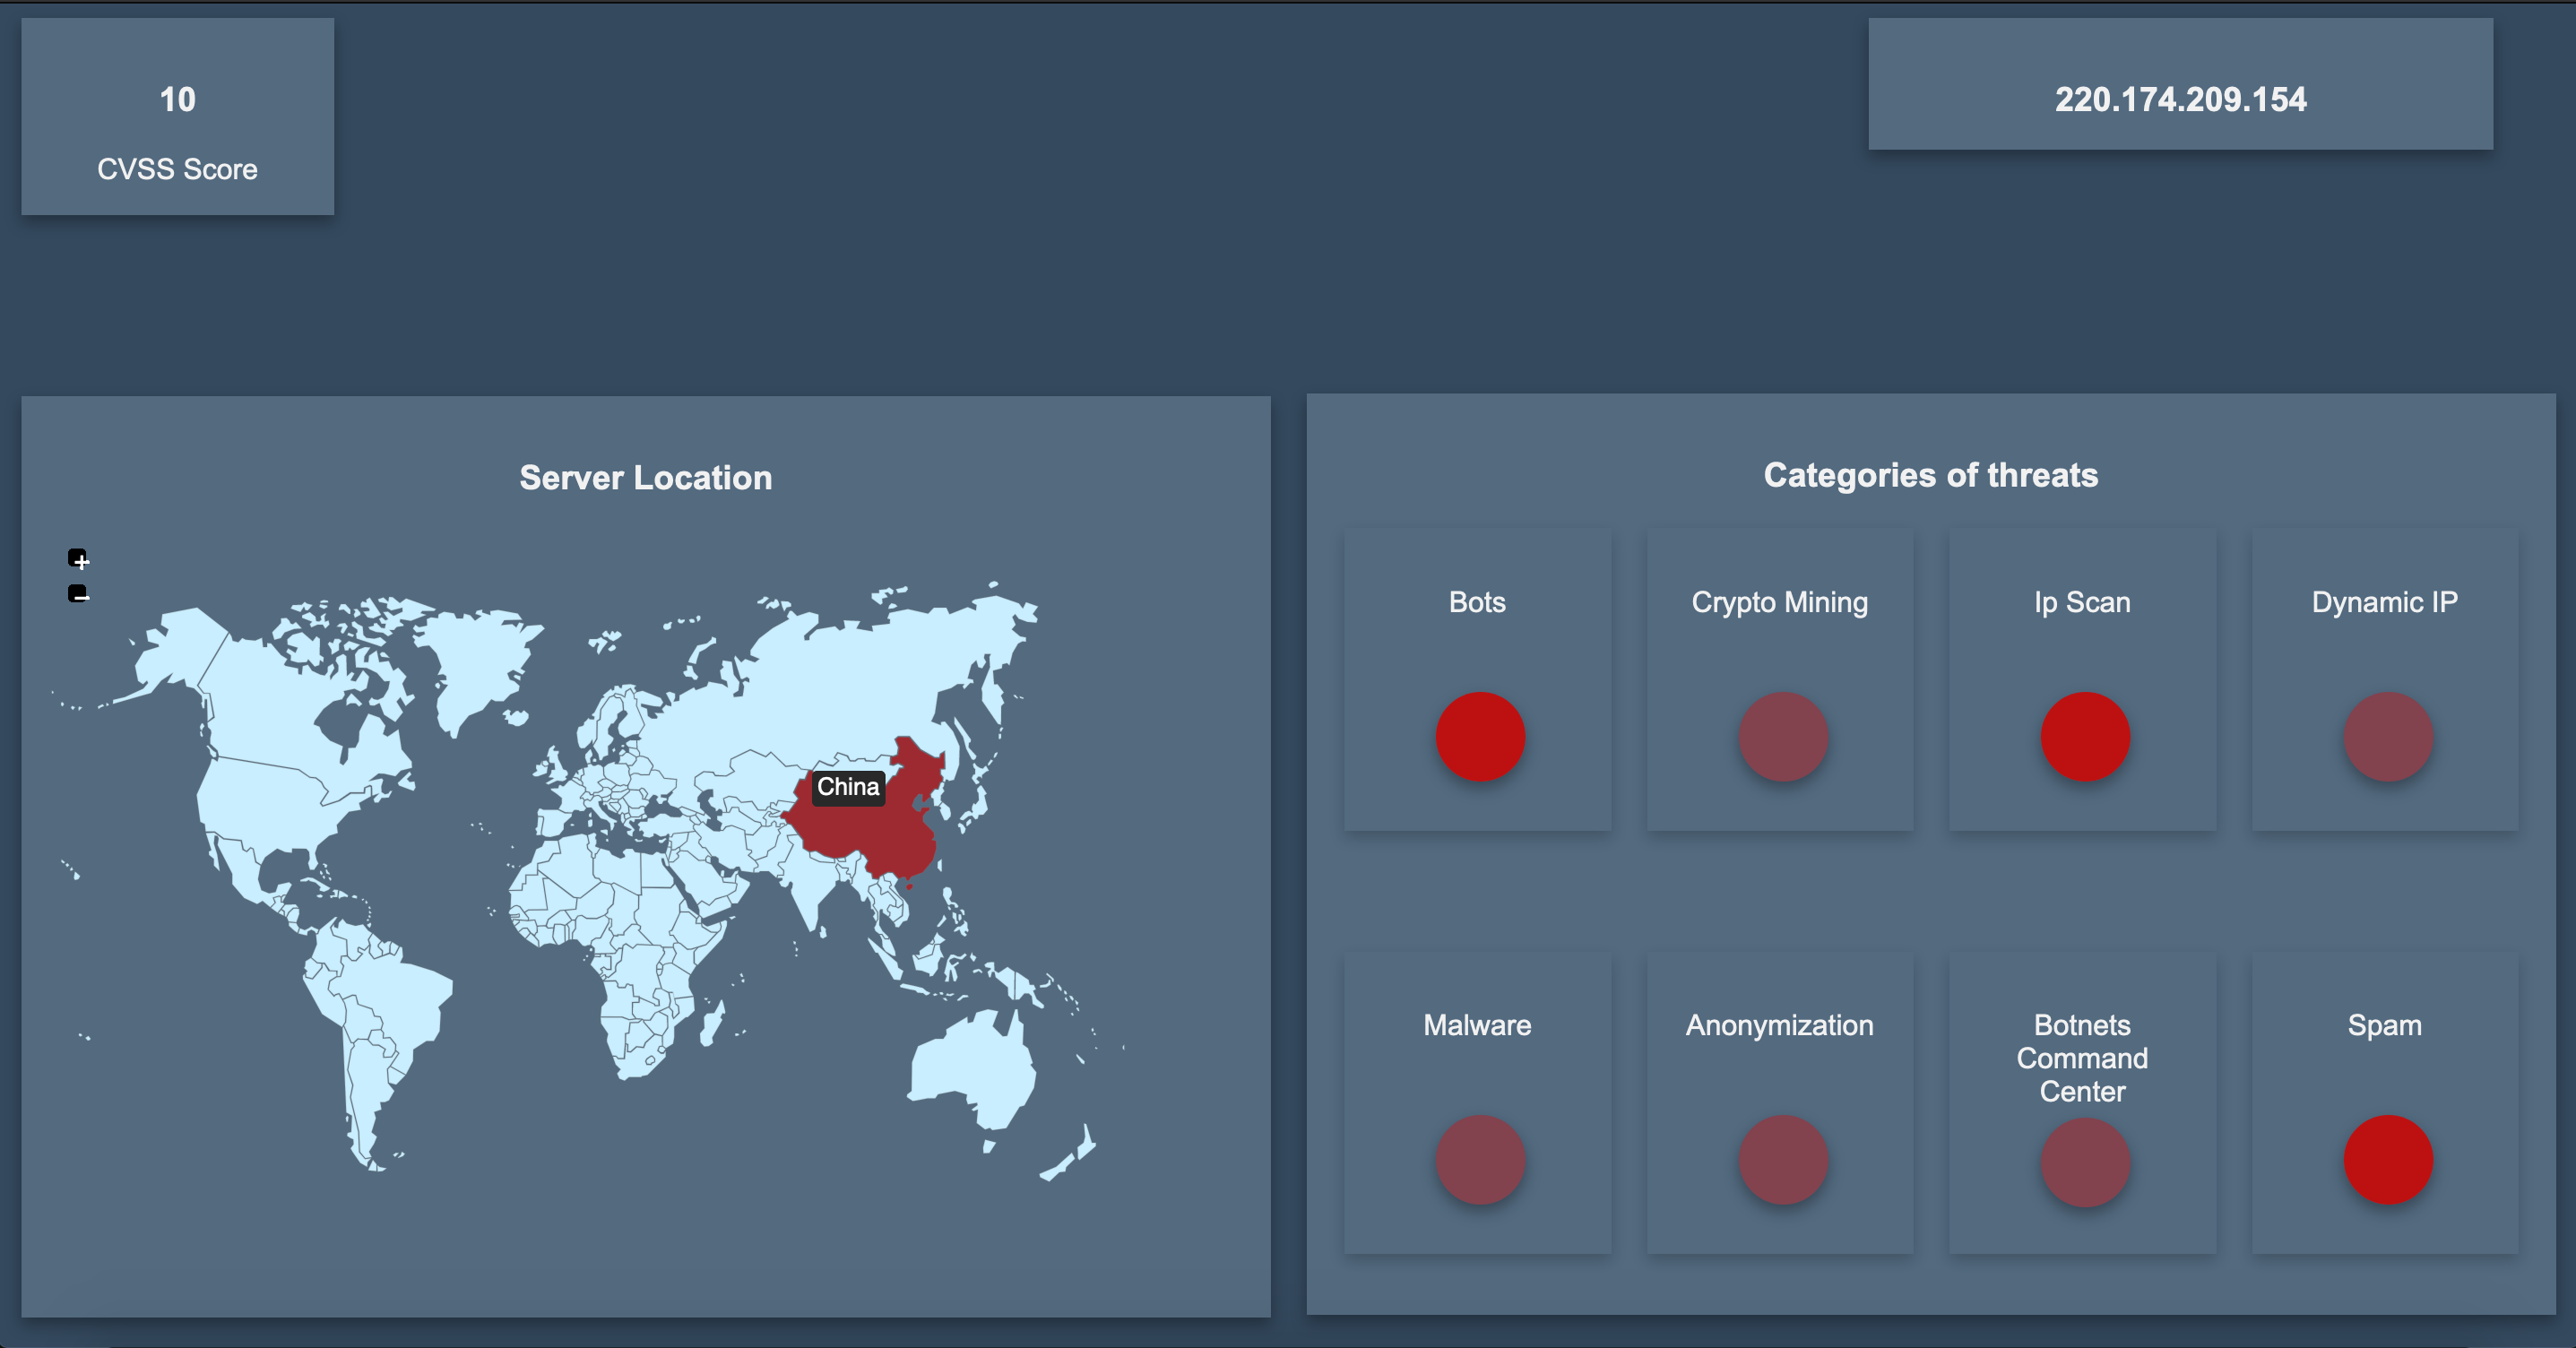 10
CVSS Score
220.174.209.154
Server Location
+
−
China
Categories of threats
Bots
Crypto Mining
Ip Scan
Dynamic IP
Malware
Anonymization
Botnets
Command
Center
Spam